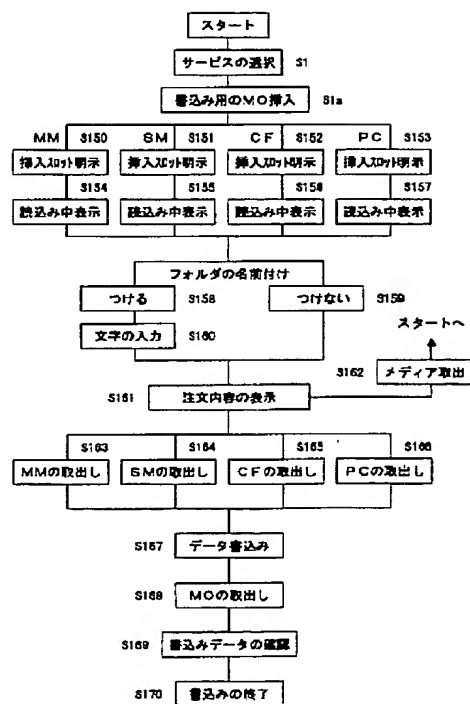 スタート
サービスの選択 S1
書込み用のMO挿入 S1a
MM S150 SM S151 CF S152 PC S153
挿入スロット明示 挿入スロット明示 挿入スロット明示 挿入スロット明示
S154 S155 S156 S157
読込み中表示 読込み中表示 読込み中表示 読込み中表示
フォルダの名前付け
つける S158 つけない S159
文字の入力 S160
スタートへ
S162 メディア取出
S161 注文内容の表示
S163 S164 S165 S166
MMの取出し SMの取出し CFの取出し PCの取出し
S167 データ書込み
S168 MOの取出し
S169 書込みデータの確認
S170 書込みの終了